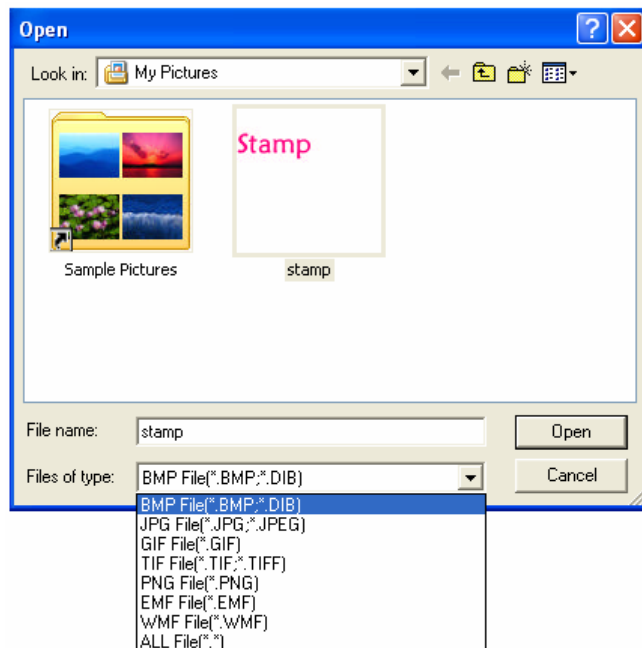 Open
Look in: My Pictures
Stamp
Sample Pictures stamp
File name: stamp Open
Files of type: BMP File(*.BMP;*.DIB) Cancel
BMP File(*.BMP;*.DIB)
JPG File(*.JPG;*.JPEG)
GIF File(*.GIF)
TIF File(*.TIF;*.TIFF)
PNG File(*.PNG)
EMF File(*.EMF)
WMF File(*.WMF)
ALL File(*.*)